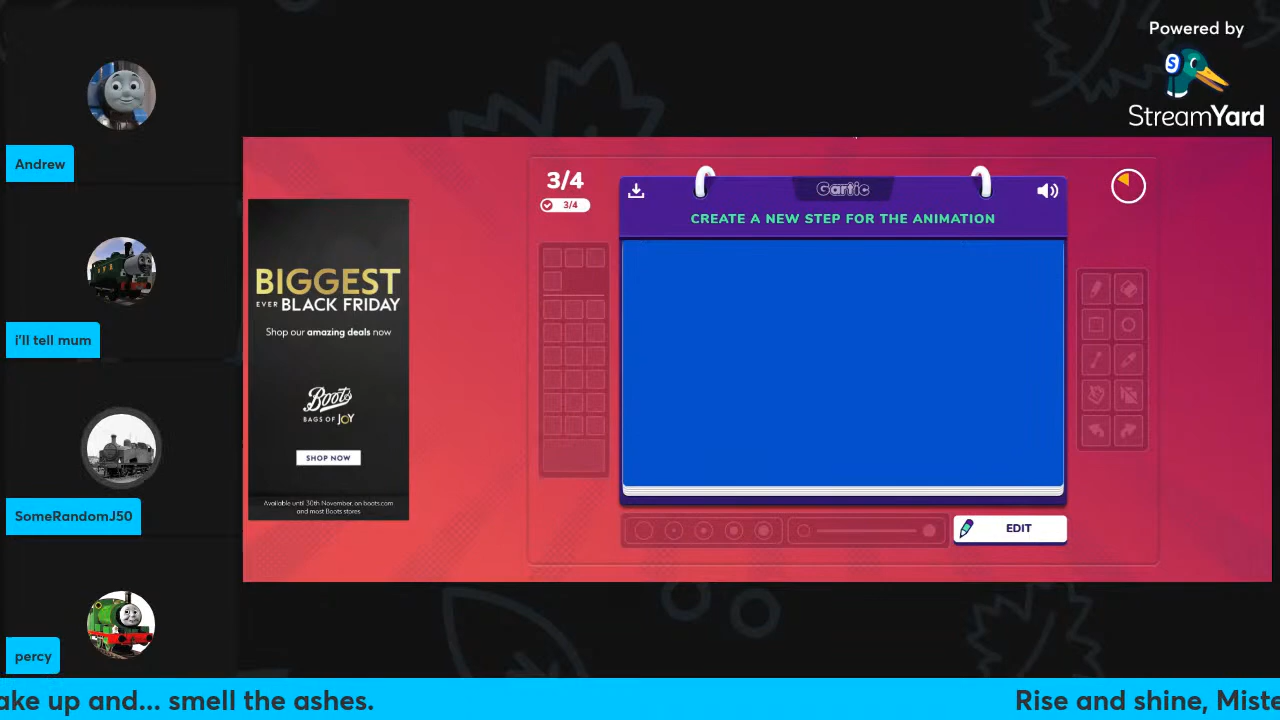 Powered by
StreamYard
Andrew
i'll tell mum
SomeRandomJ50
percy
BIGGEST
EVER BLACK FRIDAY
Shop our amazing deals now
Boots
BAGS OF JOY
SHOP NOW
Available until 30th November, on boots.com
and most Boots stores
3/4
3/4
Gartic
CREATE A NEW STEP FOR THE ANIMATION
EDIT
ake up and... smell the ashes.
Rise and shine, Miste